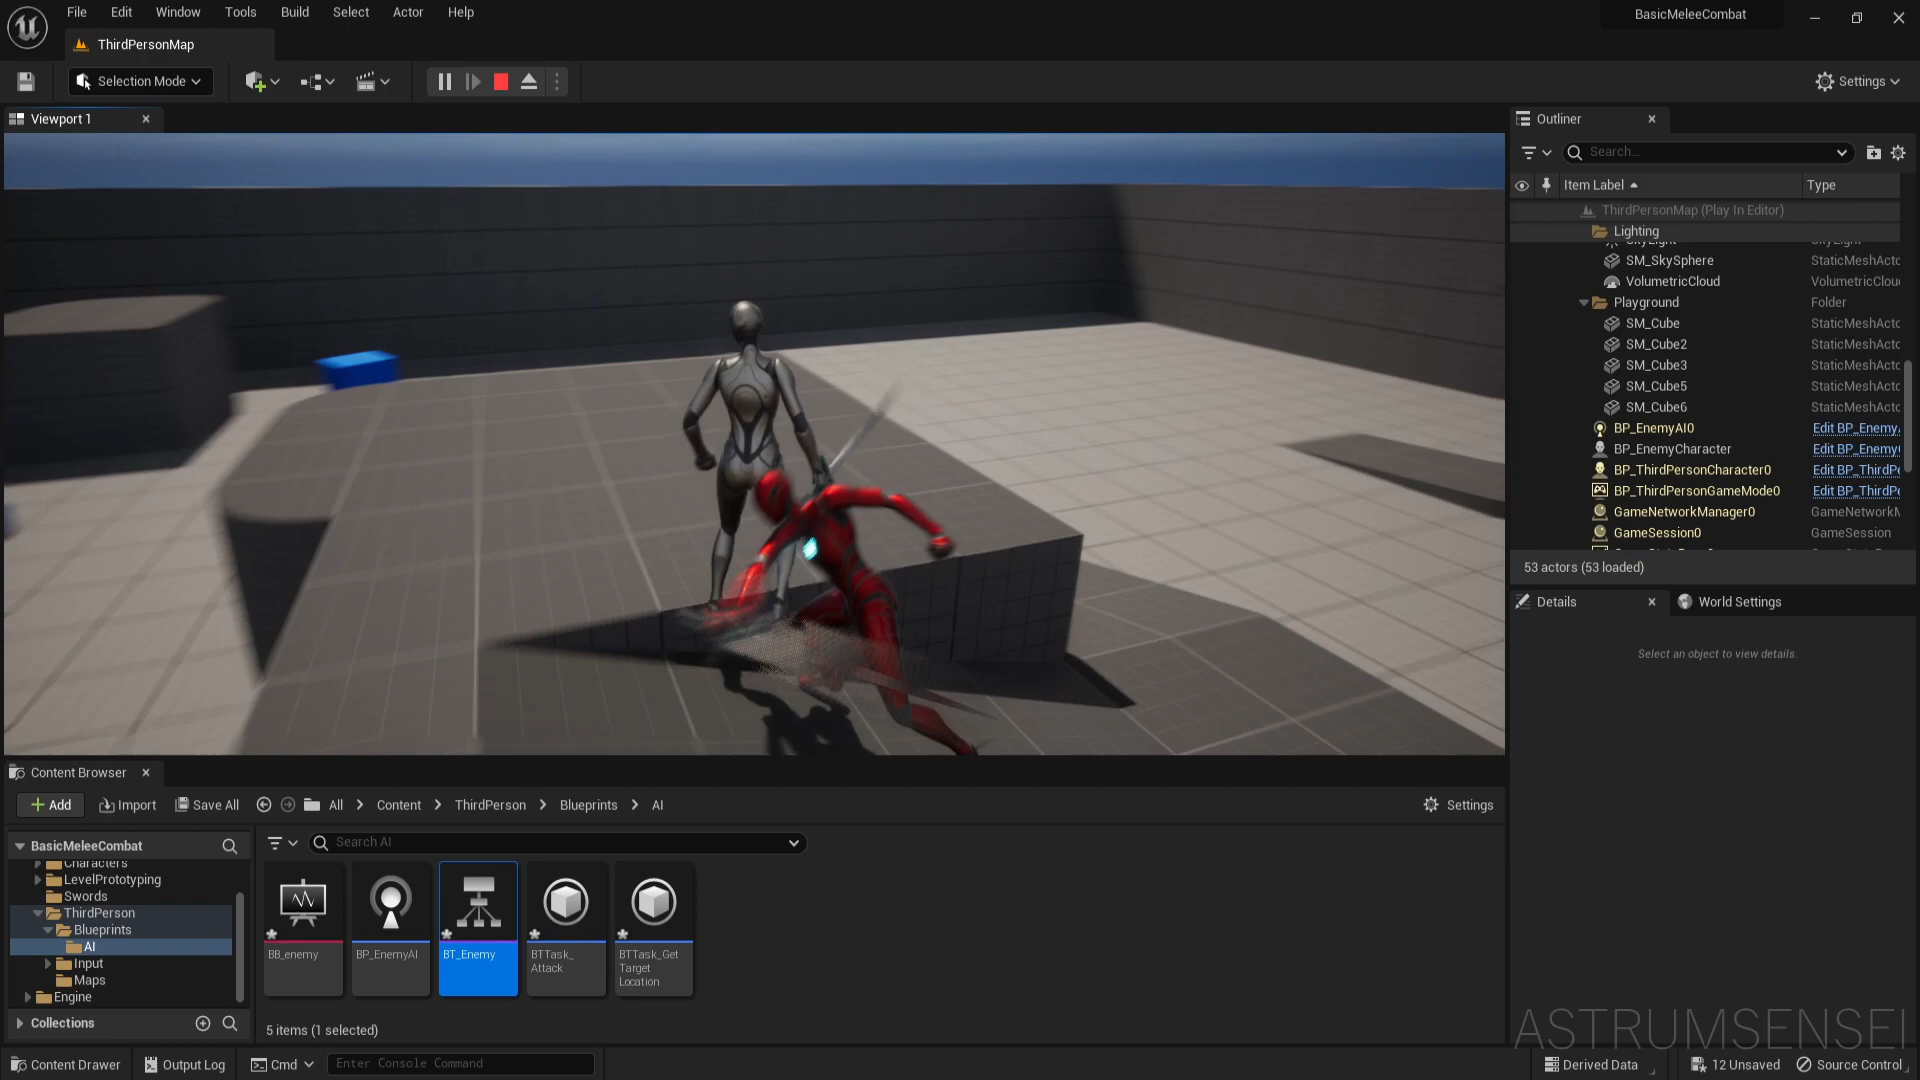 File Edit Window Tools Build Select Actor Help
BasicMeleeCombat
ThirdPersonMap
Selection Mode
Settings
Viewport 1
Outliner
Search...
Item Label
Type
ThirdPersonMap (Play In Editor)
Lighting
SkyLight SkyLight
SM_SkySphere StaticMeshActo
VolumetricCloud VolumetricClou
Playground Folder
SM_Cube StaticMeshActo
SM_Cube2 StaticMeshActo
SM_Cube3 StaticMeshActo
SM_Cube5 StaticMeshActo
SM_Cube6 StaticMeshActo
BP_EnemyAI0 Edit BP_Enemy
BP_EnemyCharacter Edit BP_Enemy
BP_ThirdPersonCharacter0 Edit BP_ThirdPe
BP_ThirdPersonGameMode0 Edit BP_ThirdPe
GameNetworkManager0 GameNetwork
GameSession0 GameSession
53 actors (53 loaded)
Details
World Settings
Select an object to view details.
Content Browser
Add Import Save All All Content ThirdPerson Blueprints AI Settings
BasicMeleeCombat
Search AI
Characters
LevelPrototyping
Swords
ThirdPerson
Blueprints
AI
Input
Maps
Engine
BB_enemy
BP_EnemyAI
BT_Enemy
BTTask_
Attack
BTTask_Get
Target
Location
Collections
5 items (1 selected)
ASTRUMSENSEI
Content Drawer Output Log Cmd Enter Console Command Derived Data 12 Unsaved Source Control